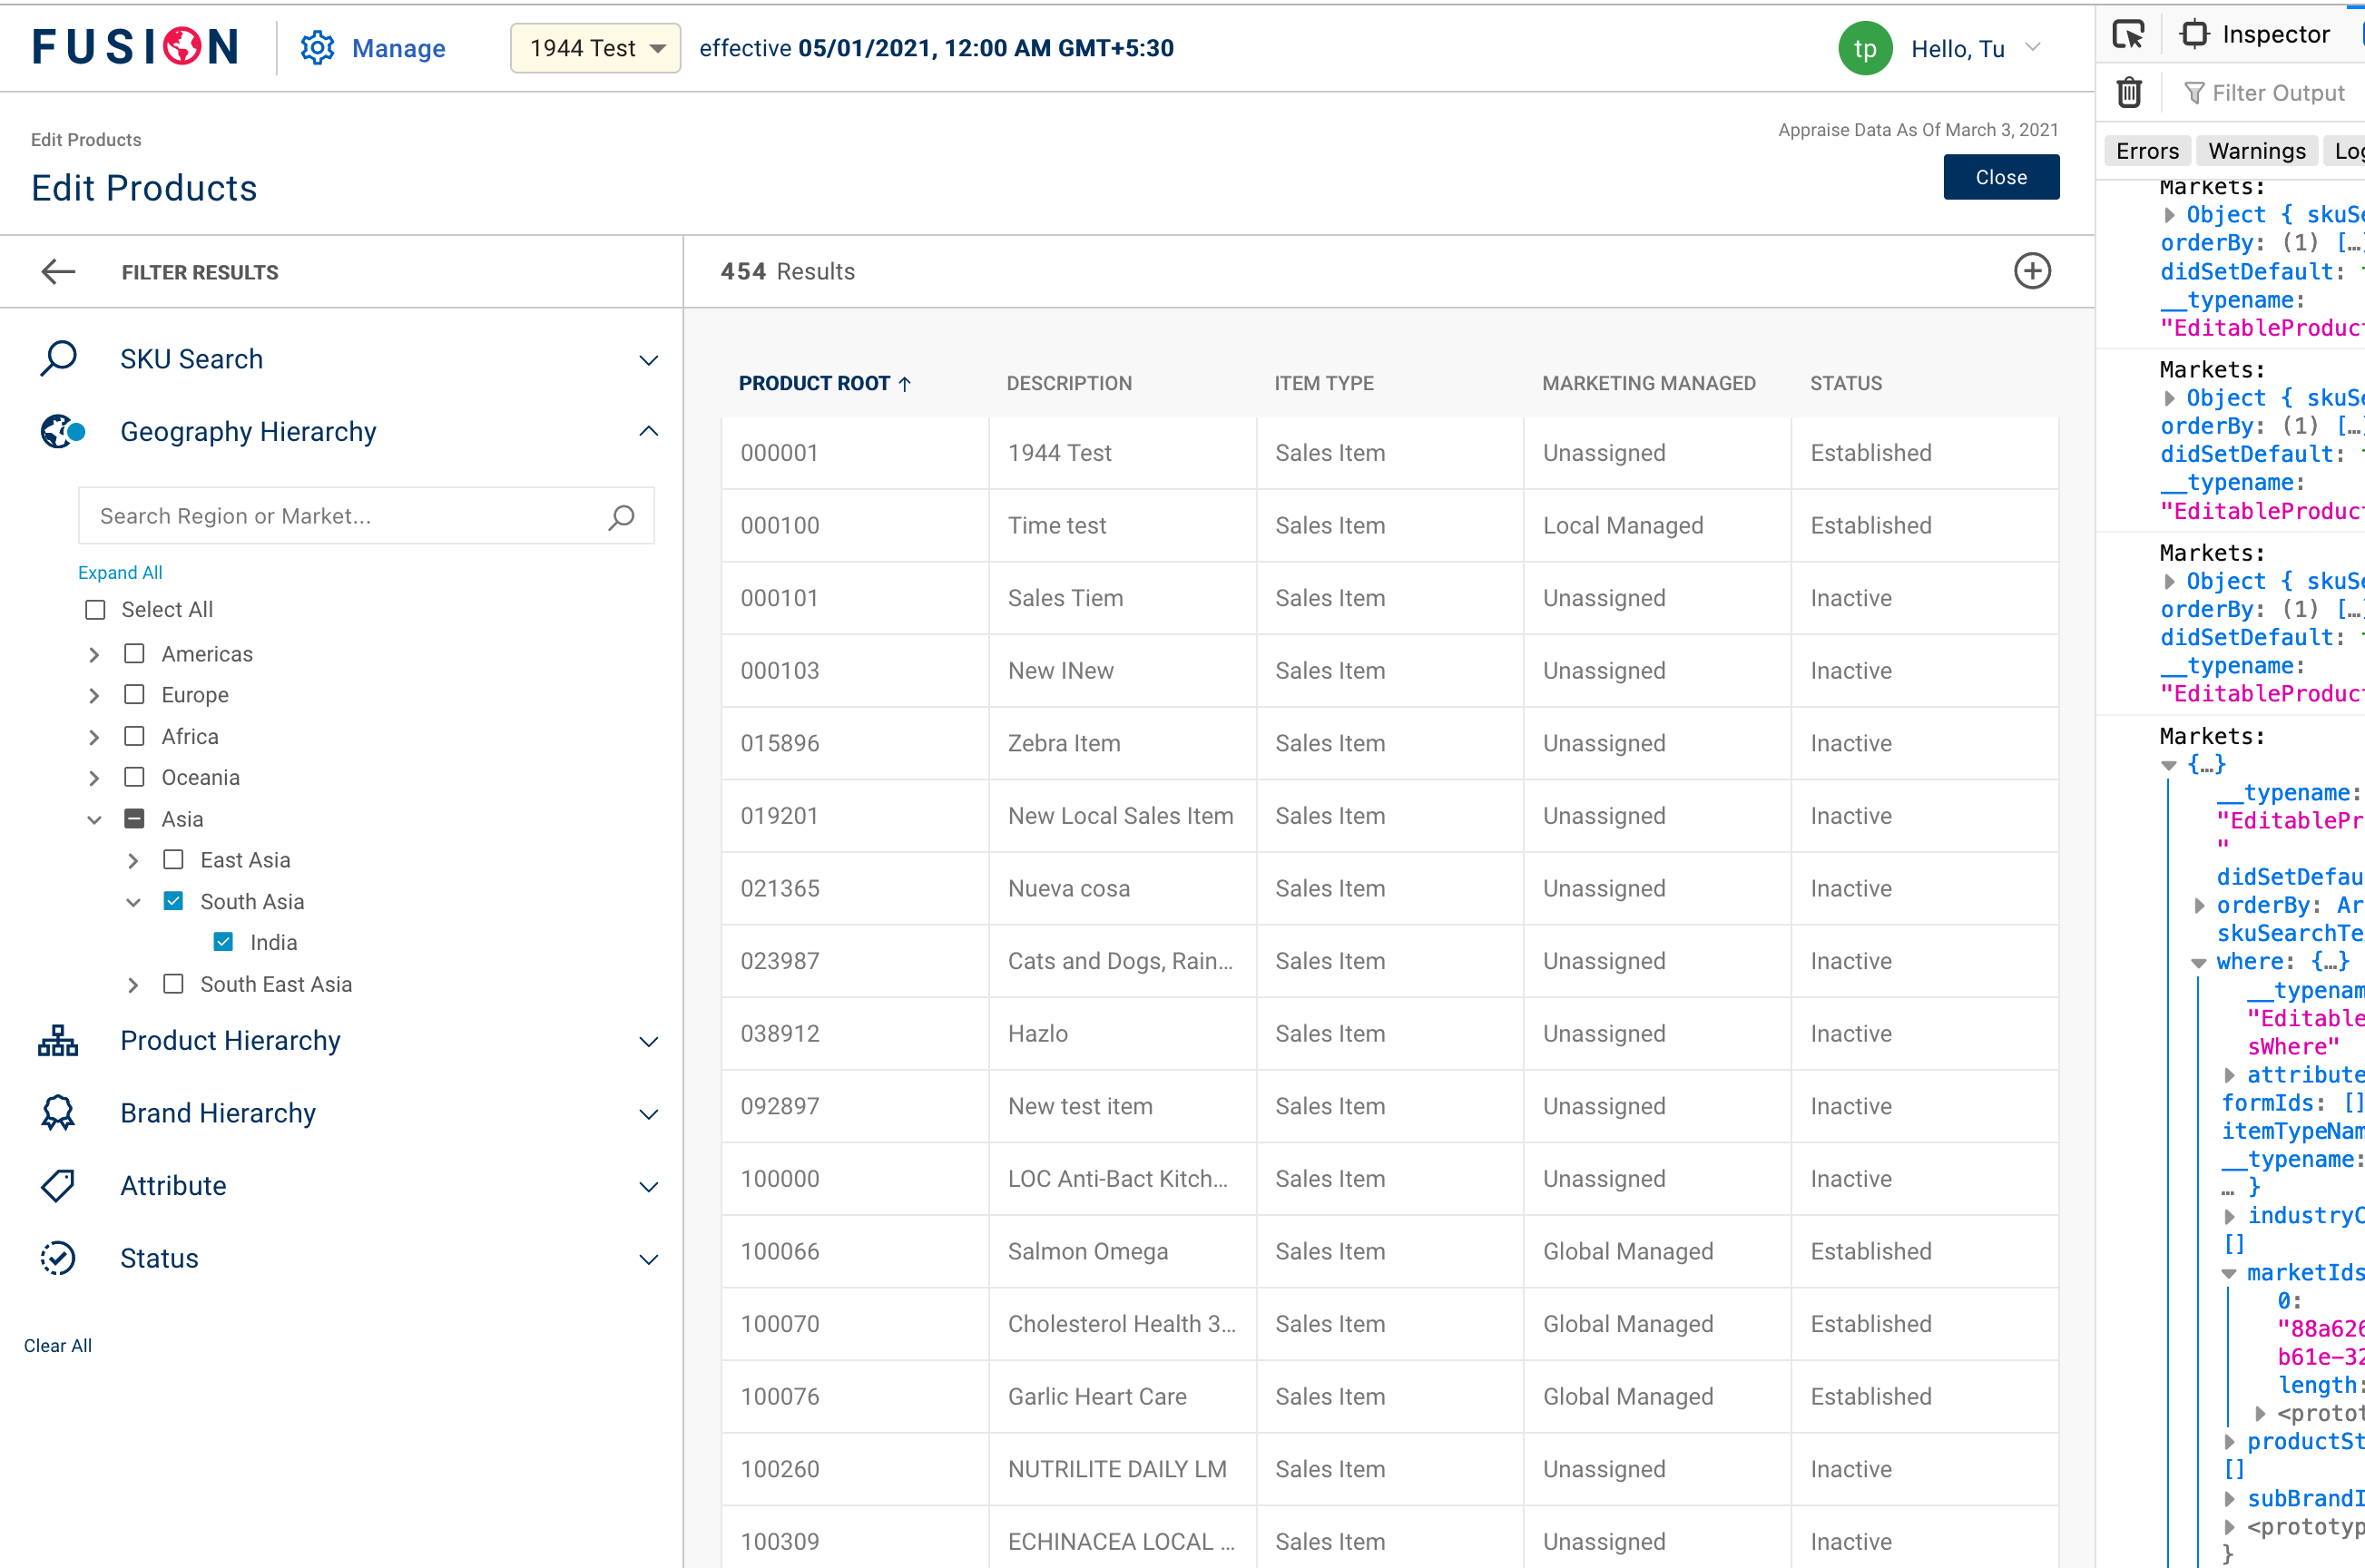 FUSION
Manage
1944 Test
effective 05/01/2021, 12:00 AM GMT+5:30
tp
Hello, Tu
Edit Products
Edit Products
Appraise Data As Of March 3, 2021
Close
FILTER RESULTS
454 Results
SKU Search
Geography Hierarchy
Search Region or Market...
Expand All
Select All
Americas
Europe
Africa
Oceania
Asia
East Asia
South Asia
India
South East Asia
Product Hierarchy
Brand Hierarchy
Attribute
Status
Clear All
PRODUCT ROOT ↑ DESCRIPTION ITEM TYPE MARKETING MANAGED STATUS
000001 1944 Test Sales Item Unassigned Established
000100 Time test Sales Item Local Managed Established
000101 Sales Tiem Sales Item Unassigned Inactive
000103 New INew Sales Item Unassigned Inactive
015896 Zebra Item Sales Item Unassigned Inactive
019201 New Local Sales Item Sales Item Unassigned Inactive
021365 Nueva cosa Sales Item Unassigned Inactive
023987 Cats and Dogs, Rain... Sales Item Unassigned Inactive
038912 Hazlo Sales Item Unassigned Inactive
092897 New test item Sales Item Unassigned Inactive
100000 LOC Anti-Bact Kitch... Sales Item Unassigned Inactive
100066 Salmon Omega Sales Item Global Managed Established
100070 Cholesterol Health 3... Sales Item Global Managed Established
100076 Garlic Heart Care Sales Item Global Managed Established
100260 NUTRILITE DAILY LM Sales Item Unassigned Inactive
100309 ECHINACEA LOCAL ... Sales Item Unassigned Inactive
Inspector
Filter Output
Errors Warnings Log
Markets:
Object { skuSe
orderBy: (1) […]
didSetDefault:
__typename:
"EditableProduct
Markets:
Object { skuSe
orderBy: (1) […]
didSetDefault:
__typename:
"EditableProduct
Markets:
Object { skuSe
orderBy: (1) […]
didSetDefault:
__typename:
"EditableProduct
Markets:
{…}
__typename:
"EditablePr
"
didSetDefau
orderBy: Ar
skuSearchTe
where: {…}
__typenam
"Editable
sWhere"
attribute
formIds: []
itemTypeNam
__typename:
… }
industryC
[]
marketIds
0:
"88a626
b61e-32
length:
<protot
productSt
[]
subBrandI
<prototyp
}